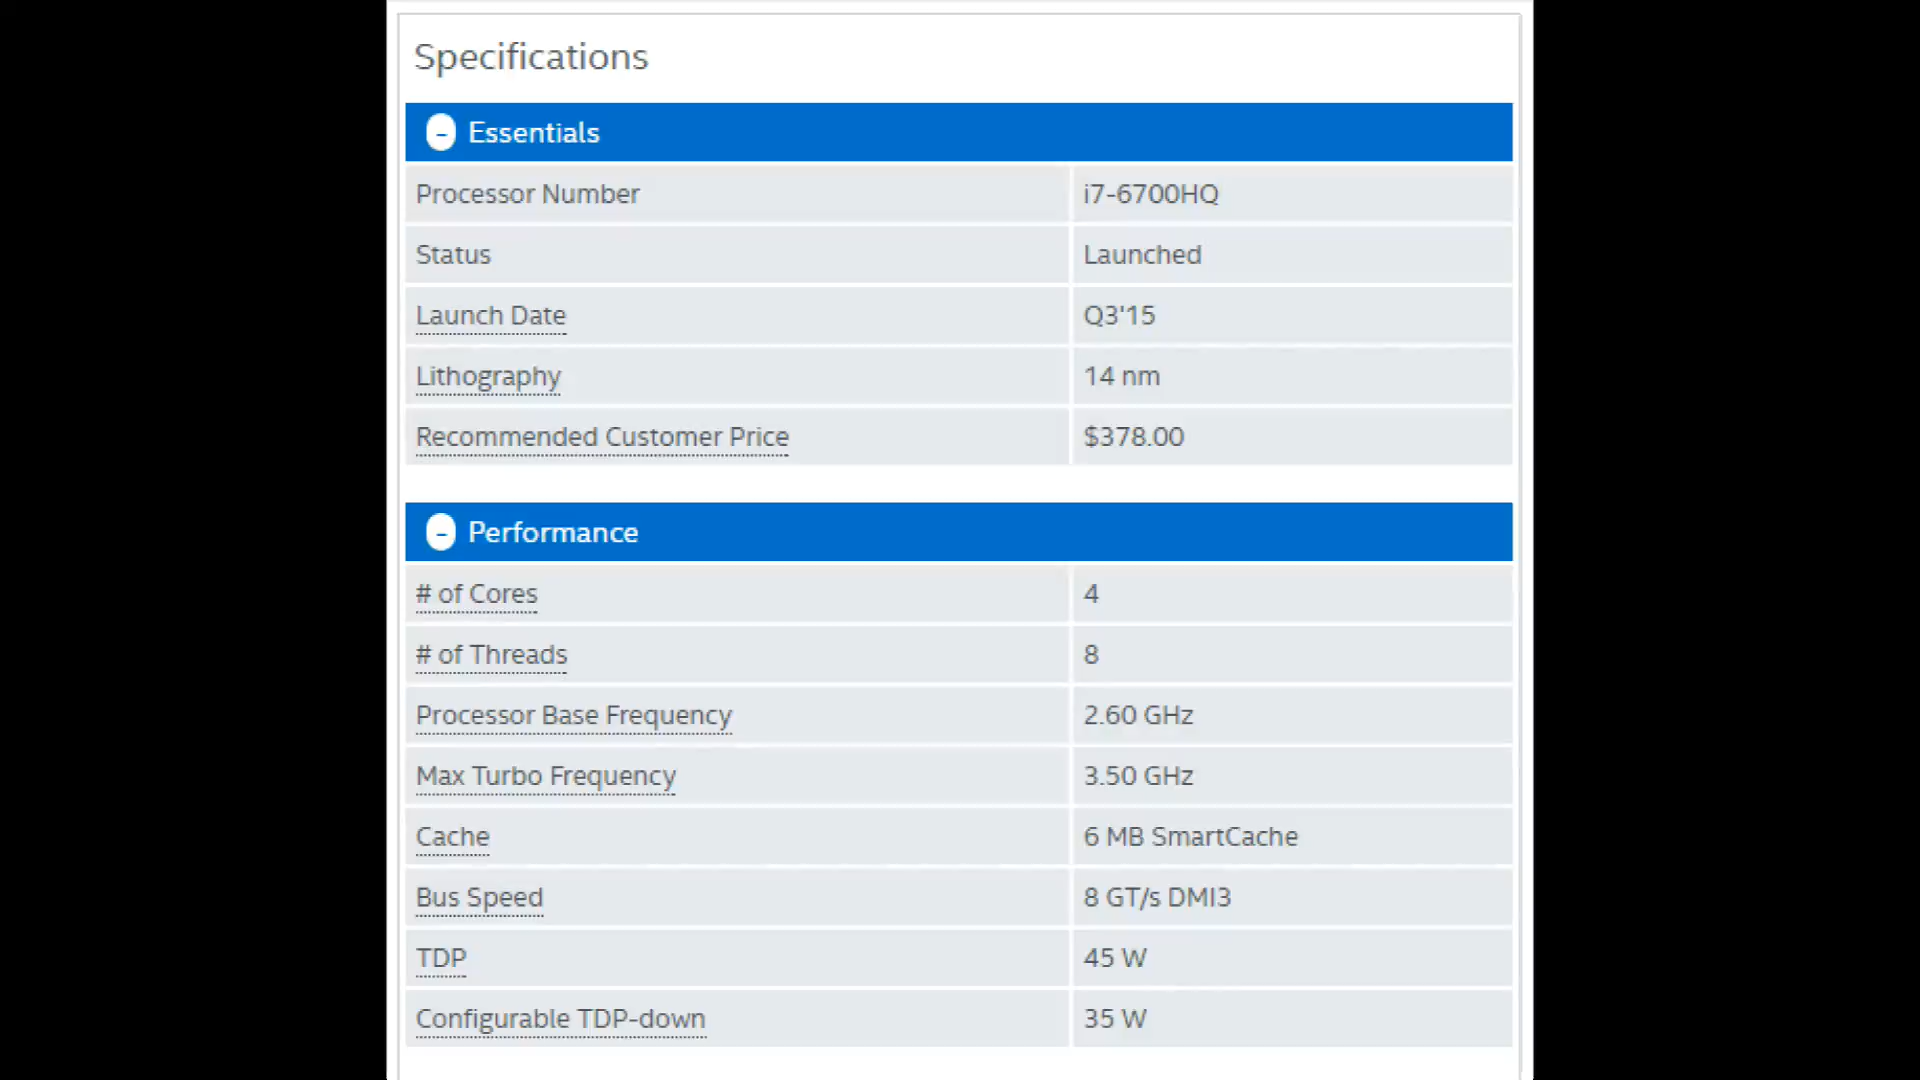 Specifications
- Essentials
Processor Number i7-6700HQ
Status Launched
Launch Date Q3'15
Lithography 14 nm
Recommended Customer Price $378.00
- Performance
# of Cores 4
# of Threads 8
Processor Base Frequency 2.60 GHz
Max Turbo Frequency 3.50 GHz
Cache 6 MB SmartCache
Bus Speed 8 GT/s DMI3
TDP 45 W
Configurable TDP-down 35 W